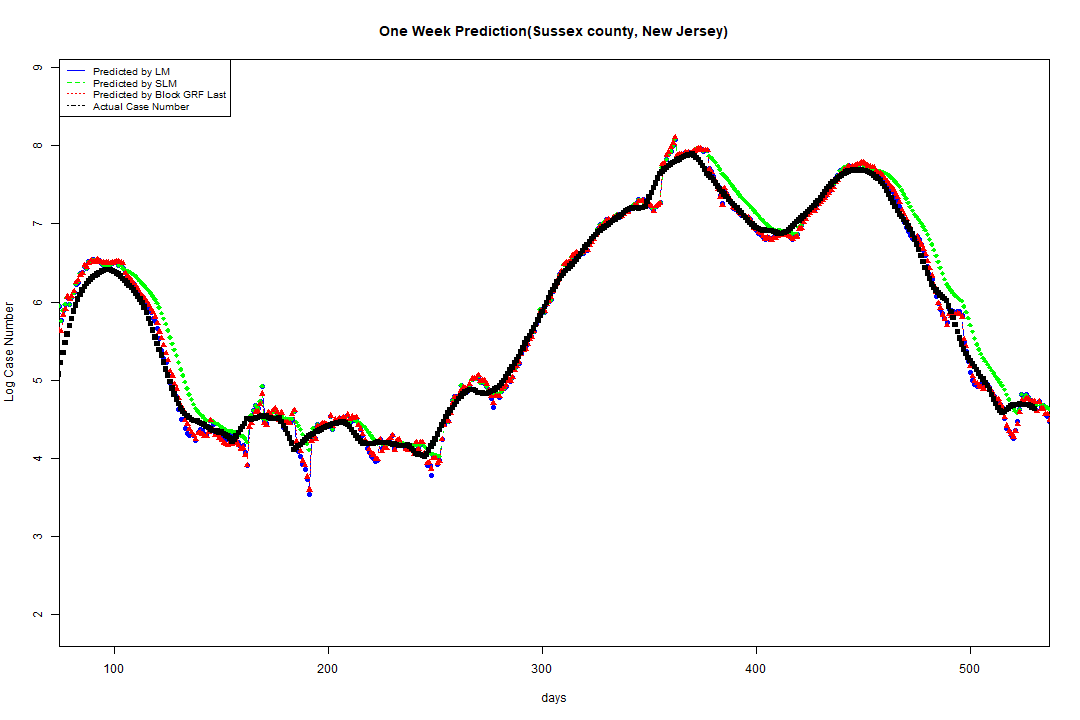 One Week Prediction(Sussex county, New Jersey)
Predicted by LM
Predicted by SLM
Predicted by Block GRF Last
Actual Case Number
9
8
7
6
5
4
3
2
Log Case Number
100 200 300 400 500
days